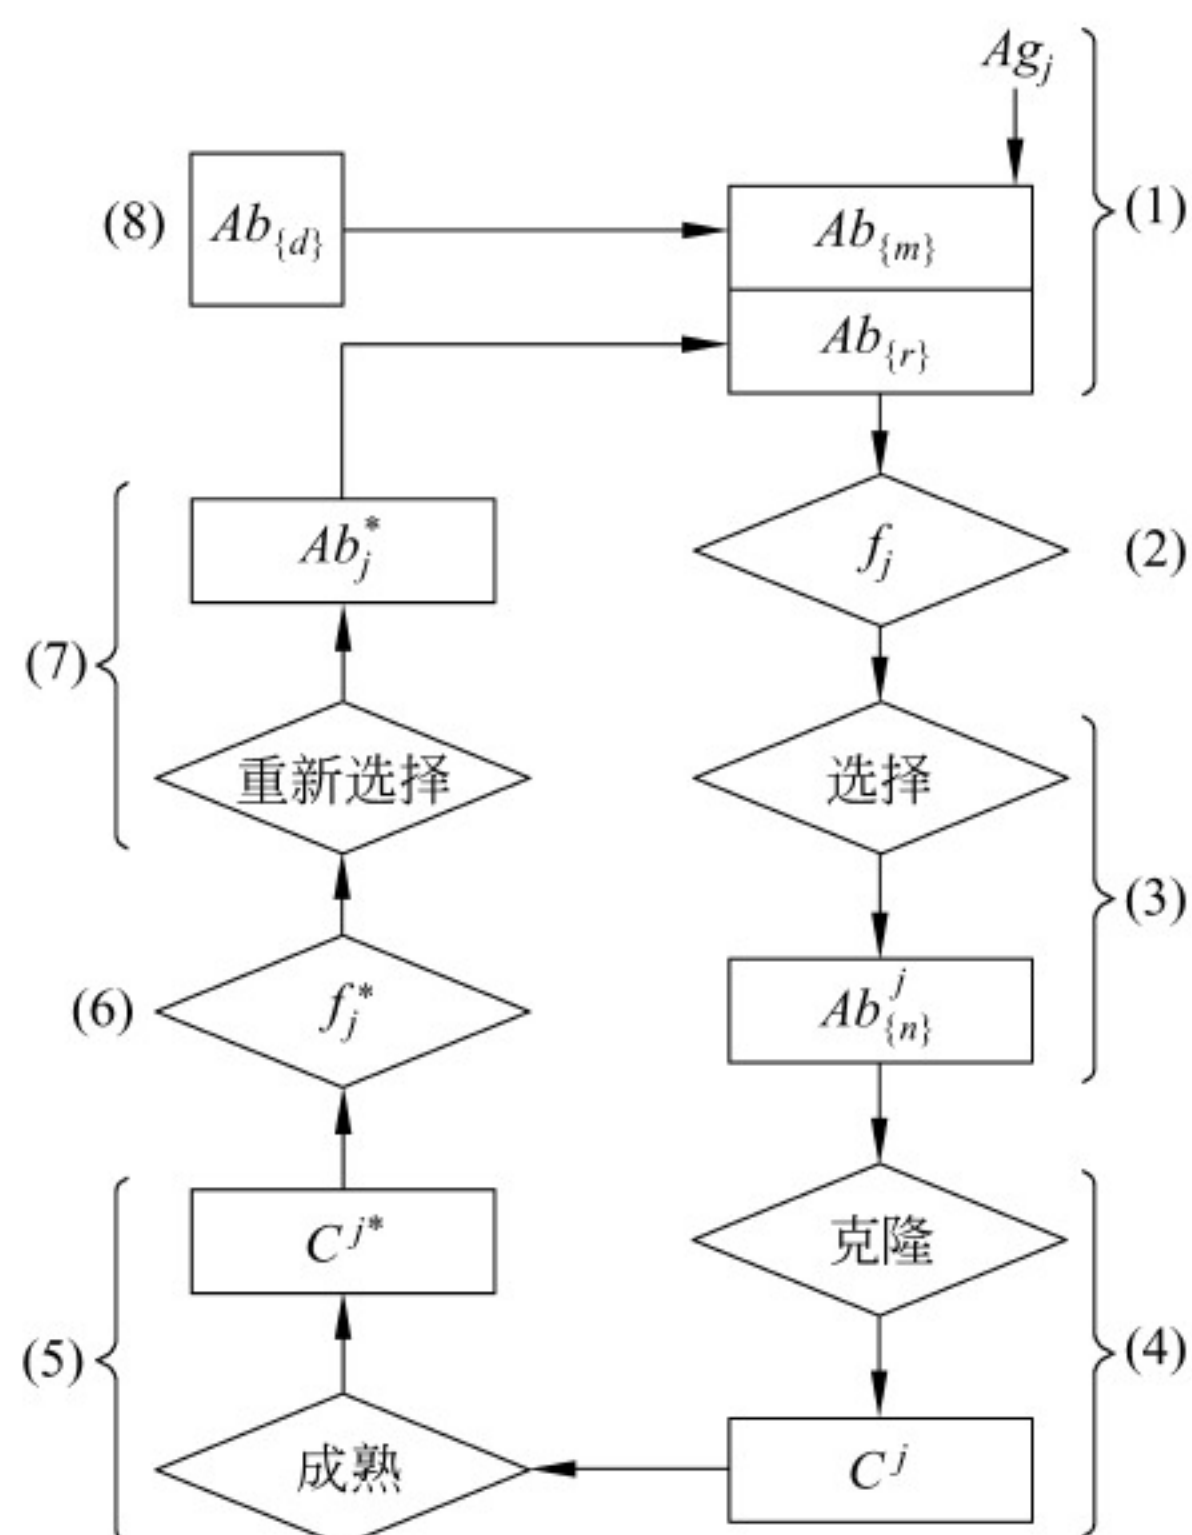 Ag_j
(1)
(8)
Ab_{d}
Ab_{m}
Ab_{r}
f_j
(2)
选择
(3)
Ab_{n}^j
克隆
(4)
C^j
成熟
(5)
C^{j*}
(6)
f_j^*
重新选择
(7)
Ab_j^*